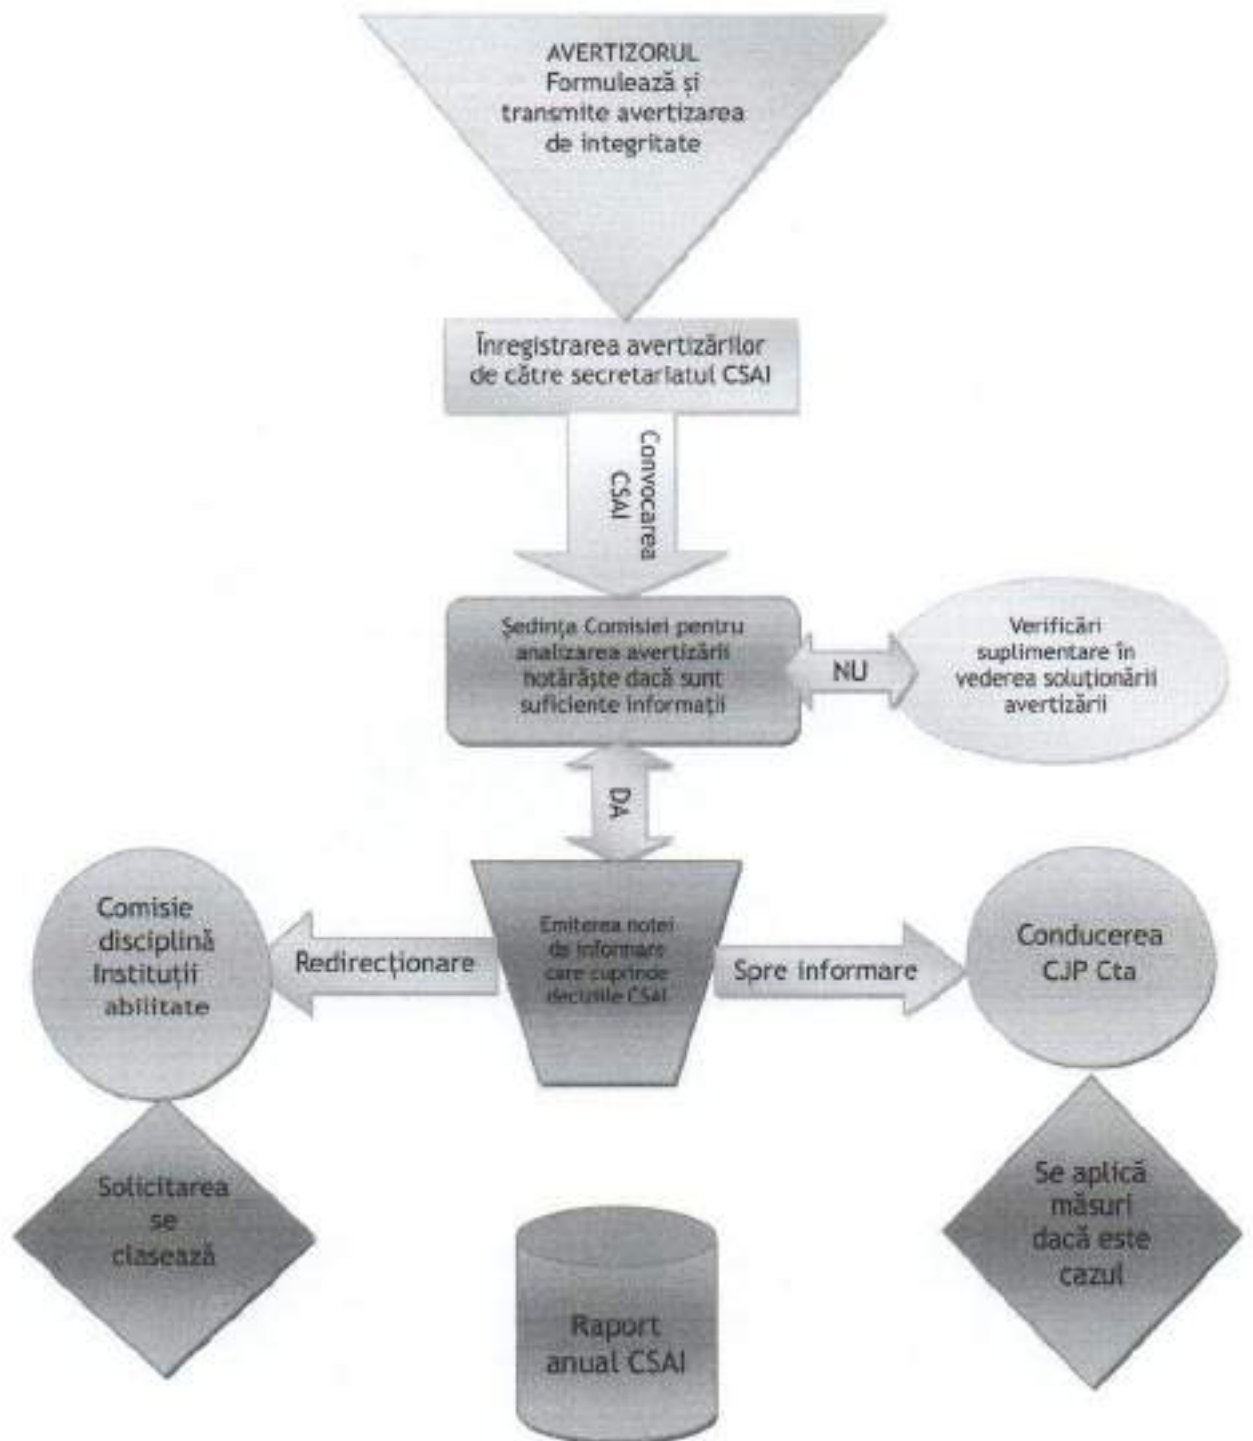 AVERTIZORUL
Formulează și
transmite avertizarea
de integritate
Înregistrarea avertizărilor
de către secretariatul CSAI
Convocarea
CSAI
Ședința Comisiei pentru
analizarea avertizării
notărăște dacă sunt
suficiente informații
NU
Verificări
suplimentare în
vederea soluționării
avertizării
DA
Comisie
disciplină
Instituții
abilitate
Redirecționare
Emiterea notei
de informare
care cuprinde
deciziile CSAI
Spre informare
Conducerea
CJP Cta
Solicitarea
se
clasează
Se aplică
măsuri
dacă este
cazul
Raport
anual CSAI